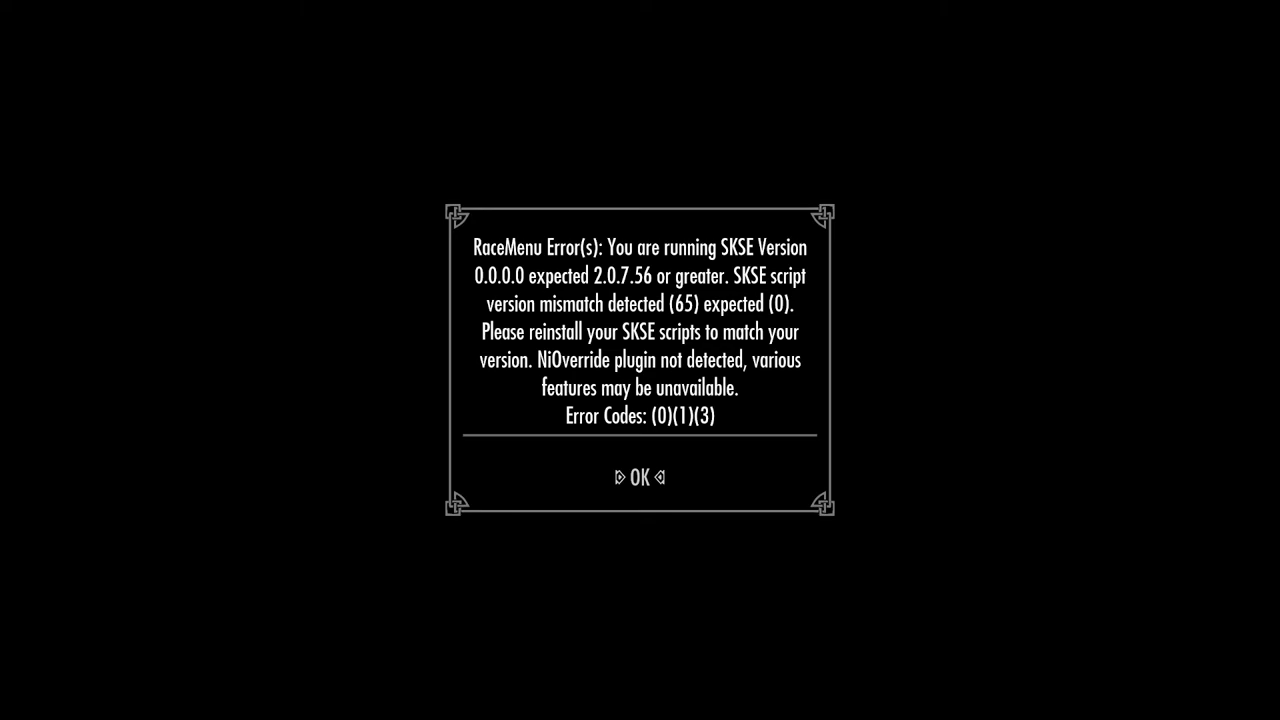 RaceMenu Error(s): You are running SKSE Version
0.0.0.0 expected 2.0.7.56 or greater. SKSE script
version mismatch detected (65) expected (0).
Please reinstall your SKSE scripts to match your
version. NiOverride plugin not detected, various
features may be unavailable.
Error Codes: (0)(1)(3)
OK